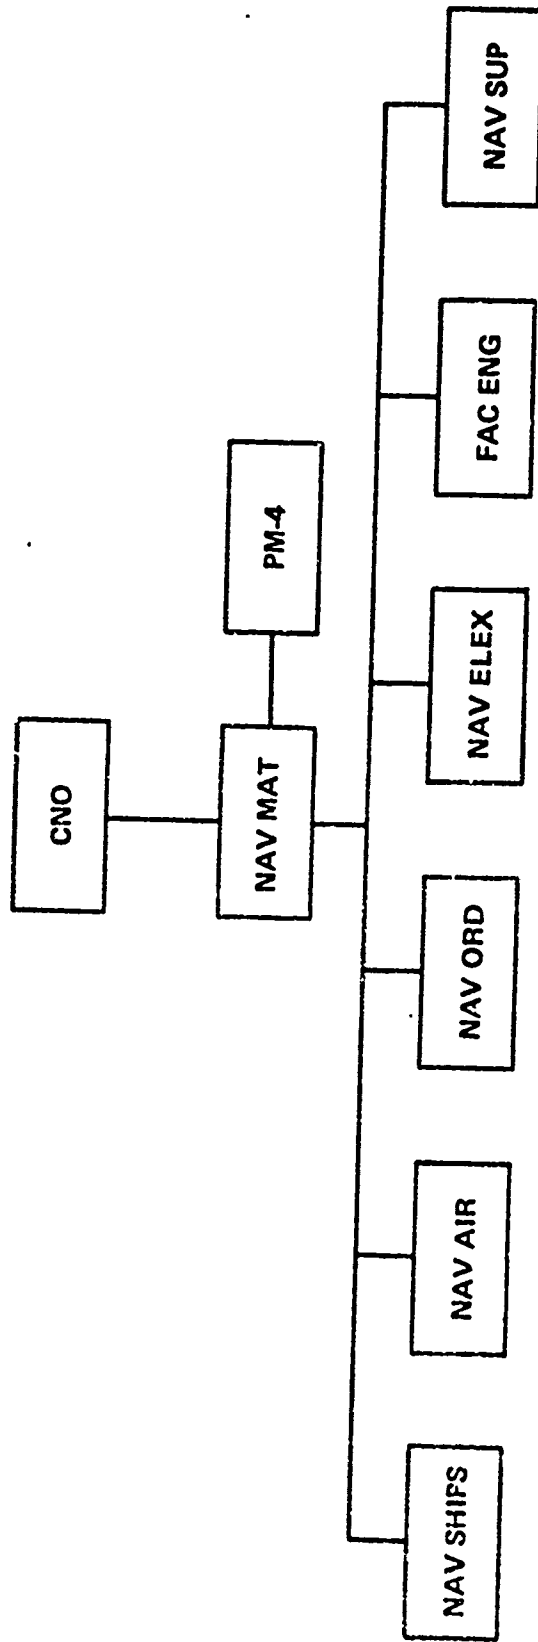 CNO
NAV MAT
PM-4
NAV SHIPS
NAV AIR
NAV ORD
NAV ELEX
FAC ENG
NAV SUP